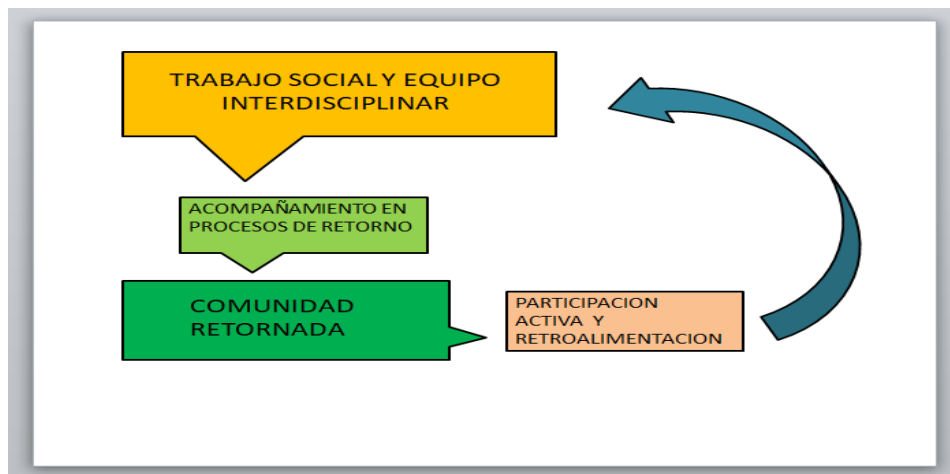 TRABAJO SOCIAL Y EQUIPO
INTERDISCIPLINAR
ACOMPAÑAMIENTO EN
PROCESOS DE RETORNO
COMUNIDAD
RETORNADA
PARTICIPACION
ACTIVA Y
RETROALIMENTACION